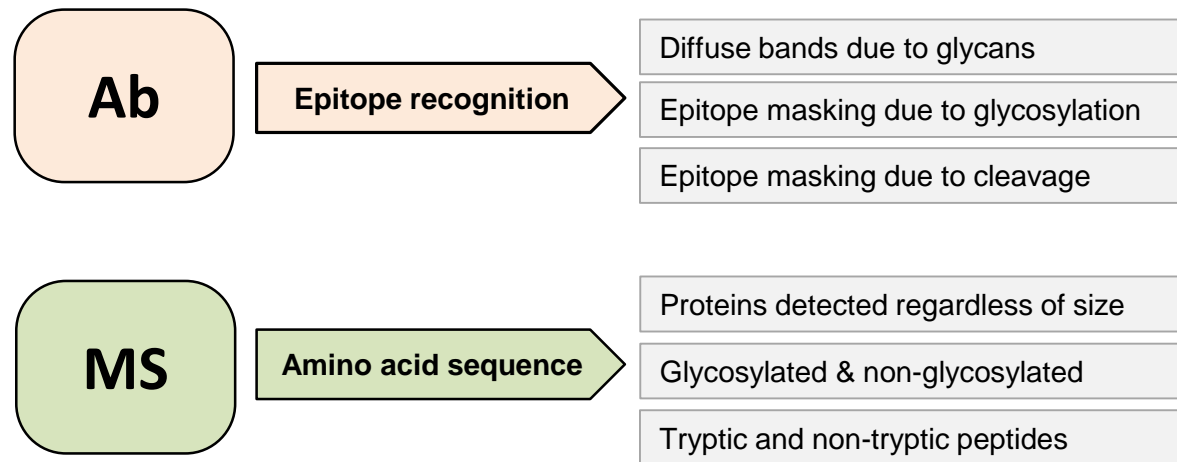 Ab
Epitope recognition
Diffuse bands due to glycans
Epitope masking due to glycosylation
Epitope masking due to cleavage
MS
Amino acid sequence
Proteins detected regardless of size
Glycosylated & non-glycosylated
Tryptic and non-tryptic peptides